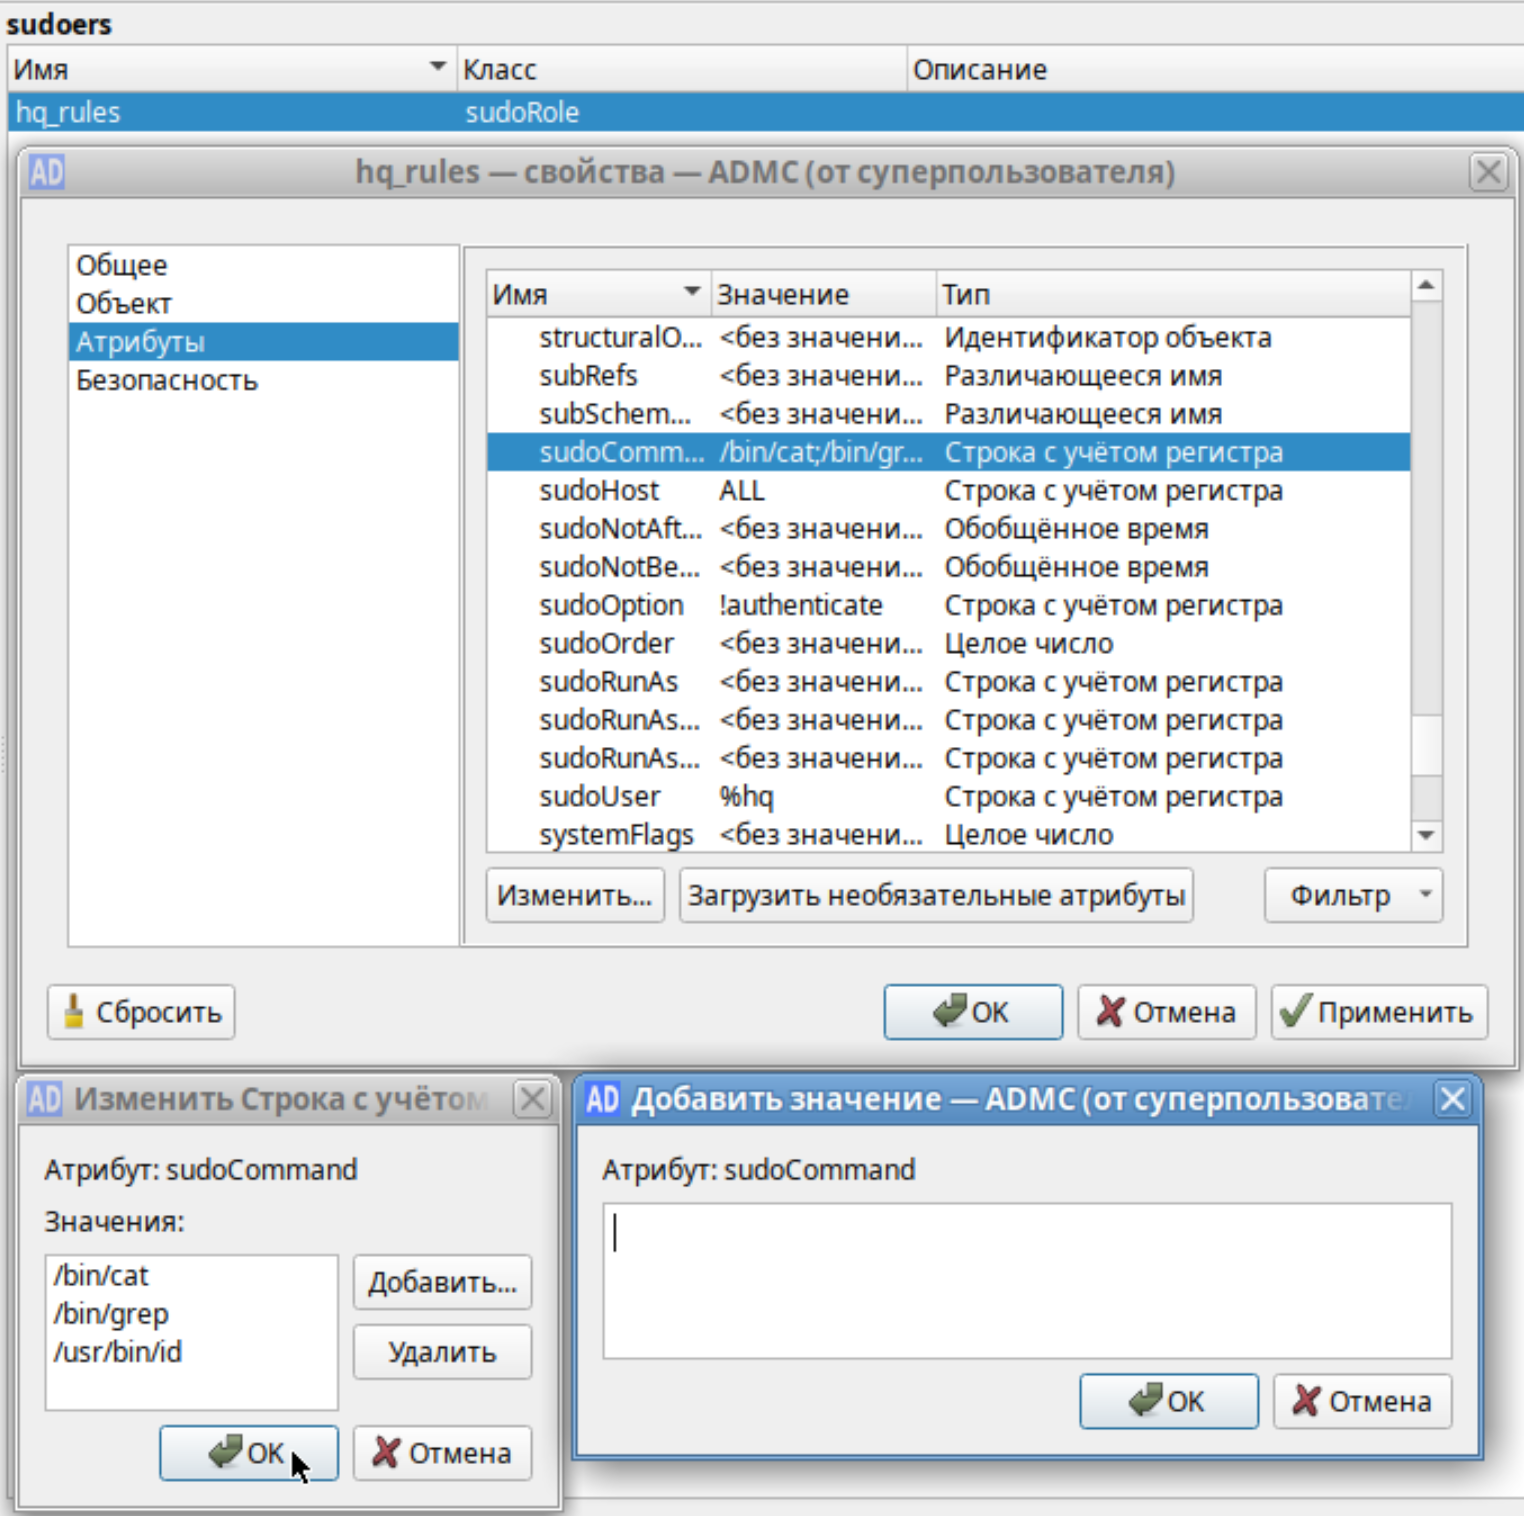 sudoers
Имя Класс Описание
hq_rules sudoRole
AD hq_rules — свойства — ADMC (от суперпользователя)
Общее
Объект
Атрибуты
Безопасность
Имя Значение Тип
structuralO... <без значени... Идентификатор объекта
subRefs <без значени... Различающееся имя
subSchem... <без значени... Различающееся имя
sudoComm... /bin/cat;/bin/gr... Строка с учётом регистра
sudoHost ALL Строка с учётом регистра
sudoNotAft... <без значени... Обобщённое время
sudoNotBe... <без значени... Обобщённое время
sudoOption !authenticate Строка с учётом регистра
sudoOrder <без значени... Целое число
sudoRunAs <без значени... Строка с учётом регистра
sudoRunAs... <без значени... Строка с учётом регистра
sudoRunAs... <без значени... Строка с учётом регистра
sudoUser %hq Строка с учётом регистра
systemFlags <без значени... Целое число
Изменить... Загрузить необязательные атрибуты Фильтр
Сбросить OK Отмена Применить
AD Изменить Строка с учётом
Атрибут: sudoCommand
Значения:
/bin/cat
/bin/grep
/usr/bin/id
Добавить...
Удалить
OK Отмена
AD Добавить значение — ADMC (от суперпользовате
Атрибут: sudoCommand
OK Отмена